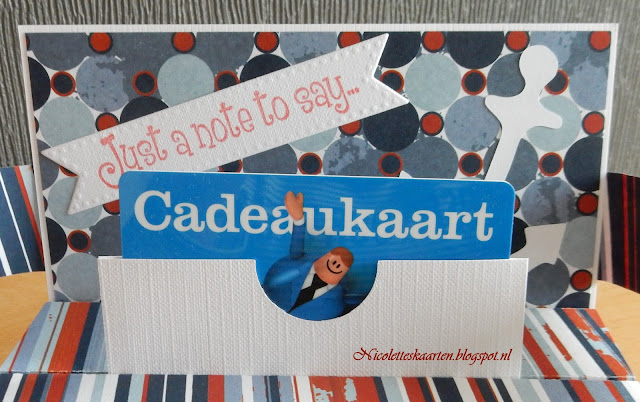 Just a note to say...
Cadeaukaart
Nicoletteskaarten.blogspot.nl